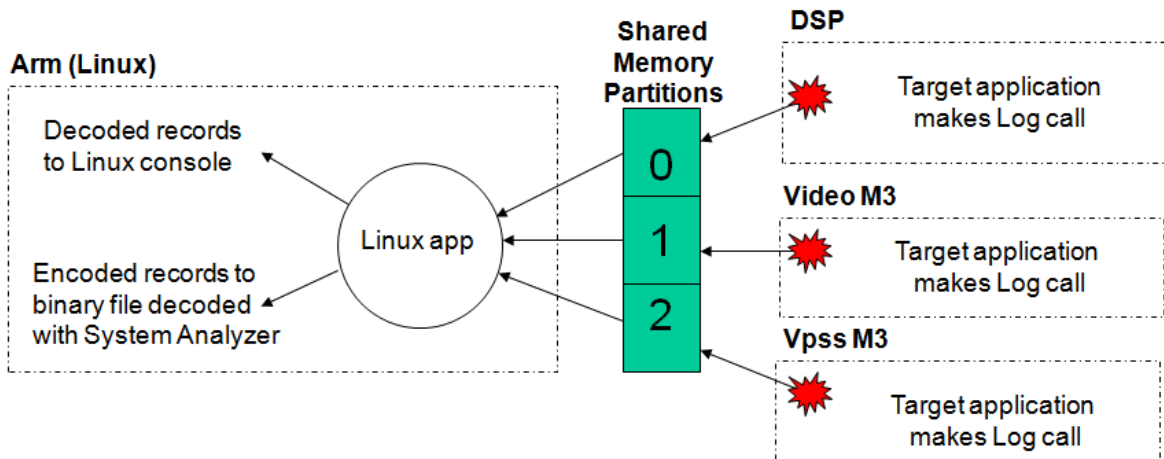 Arm (Linux)
Decoded records
to Linux console
Encoded records to
binary file decoded
with System Analyzer
Linux app
Shared
Memory
Partitions
0
1
2
DSP
Target application
makes Log call
Video M3
Target application
makes Log call
Vpss M3
Target application
makes Log call